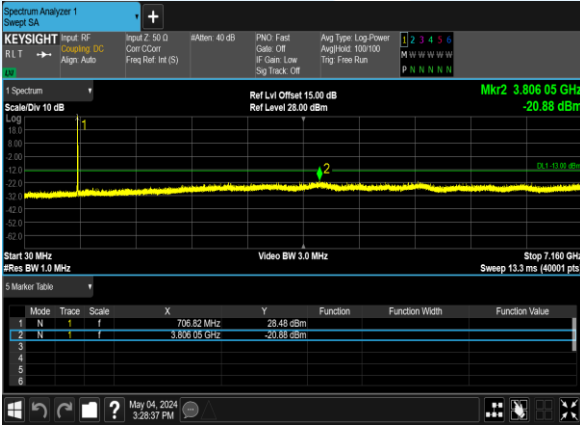 Spectrum Analyzer 1
Swept SA
+
KEYSIGHT Input: RF Input Z: 50 Ω #Atten: 40 dB PNO: Fast Avg Type: Log-Power 1 2 3 4 5 6
RLT Coupling: DC Corr CCorr Gate: Off Avg|Hold: 100/100 M W W W W W
Align: Auto Freq Ref: Int (S) IF Gain: Low Trig: Free Run
Sig Track: Off P N N N N N
LV
1 Spectrum Ref Lvl Offset 15.00 dB Mkr2 3.806 05 GHz
Scale/Div 10 dB Ref Level 28.00 dBm -20.88 dBm
Log
18.0
8.00
-2.00
-12.0
-22.0
-32.0
-42.0
-52.0
-62.0
1
2
DL1 -13.00 dBm
Start 30 MHz Video BW 3.0 MHz Stop 7.160 GHz
#Res BW 1.0 MHz Sweep 13.3 ms (40001 pts
5 Marker Table
Mode Trace Scale X Y Function Function Width Function Value
1 N 1 f 706.82 MHz 28.48 dBm
2 N 1 f 3.806 05 GHz -20.88 dBm
3
4
5
6
? May 04, 2024
3:28:37 PM